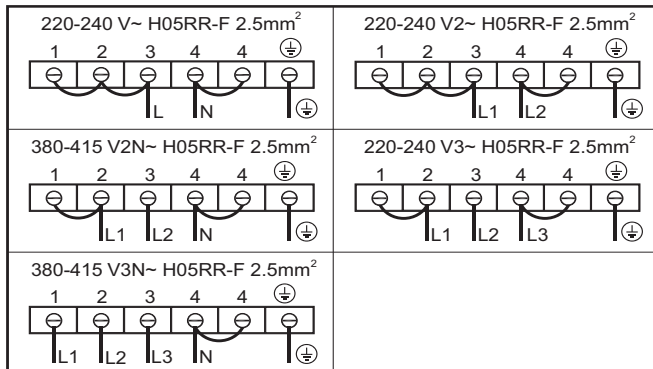 220-240 V~ H05RR-F 2.5mm²
1 2 3 4 4 ⏚
L N ⏚
220-240 V2~ H05RR-F 2.5mm²
1 2 3 4 4 ⏚
L1 L2 ⏚
380-415 V2N~ H05RR-F 2.5mm²
1 2 3 4 4 ⏚
L1 L2 N ⏚
220-240 V3~ H05RR-F 2.5mm²
1 2 3 4 4 ⏚
L1 L2 L3 ⏚
380-415 V3N~ H05RR-F 2.5mm²
1 2 3 4 4 ⏚
L1 L2 L3 N ⏚